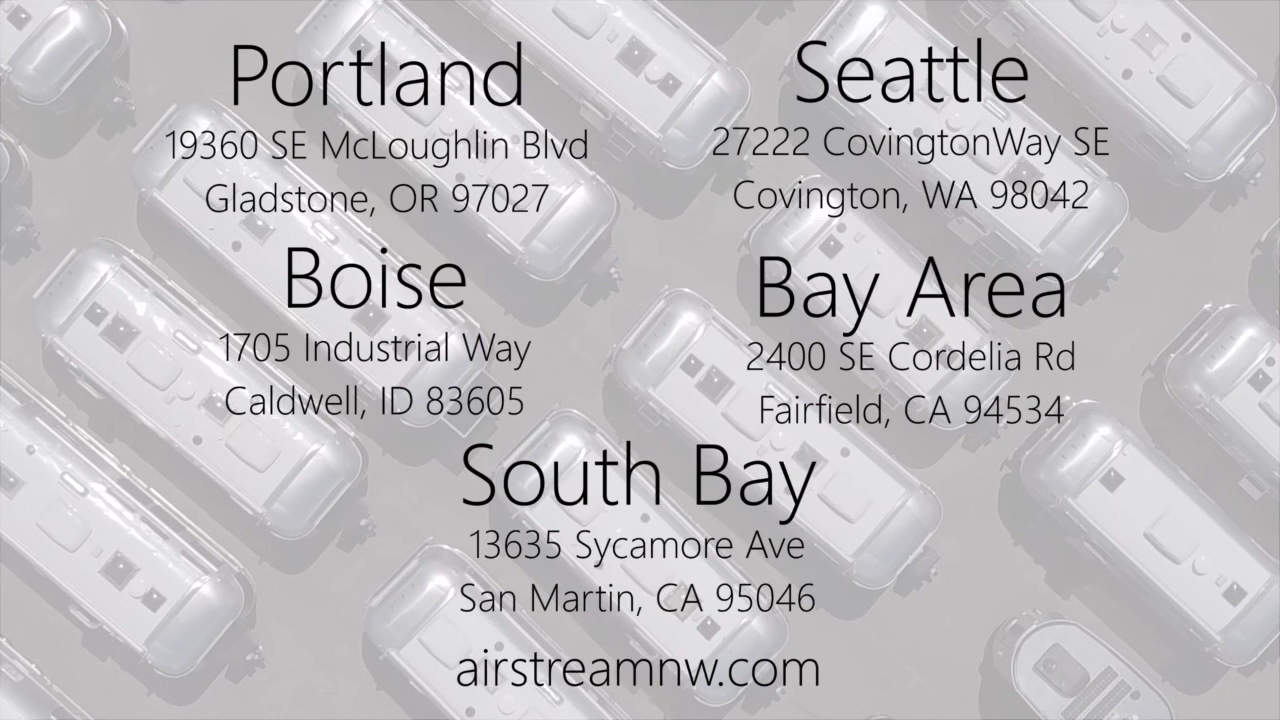 Portland
19360 SE McLoughlin Blvd
Gladstone, OR 97027
Seattle
27222 CovingtonWay SE
Covington, WA 98042
Boise
1705 Industrial Way
Caldwell, ID 83605
Bay Area
2400 SE Cordelia Rd
Fairfield, CA 94534
South Bay
13635 Sycamore Ave
San Martin, CA 95046
airstreamnw.com